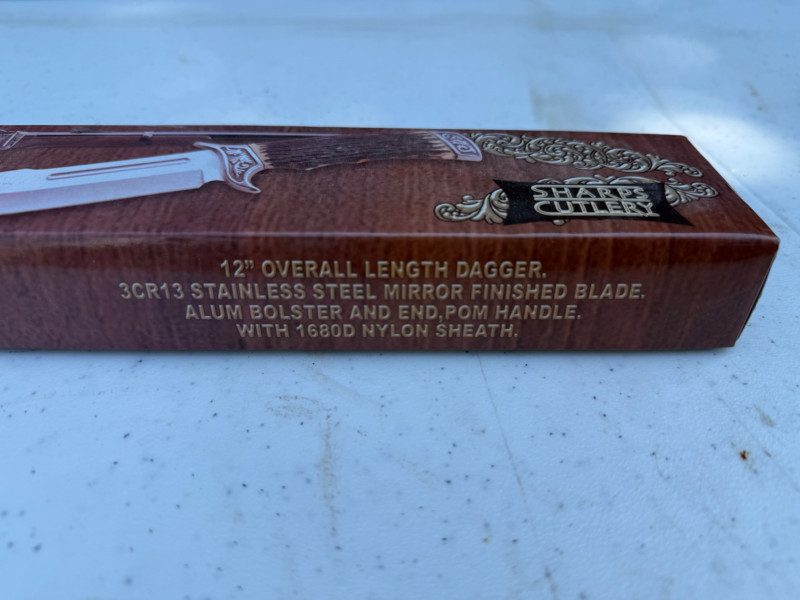 SHARPS
CUTLERY
12" OVERALL LENGTH DAGGER.
3CR13 STAINLESS STEEL MIRROR FINISHED BLADE.
ALUM BOLSTER AND END,POM HANDLE.
WITH 1680D NYLON SHEATH.